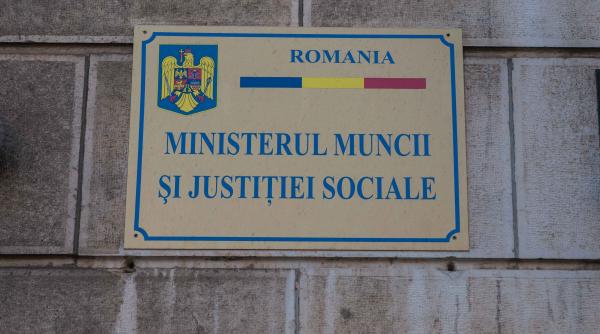 ROMANIA
MINISTERUL MUNCII
ŞI JUSTIŢIEI SOCIALE